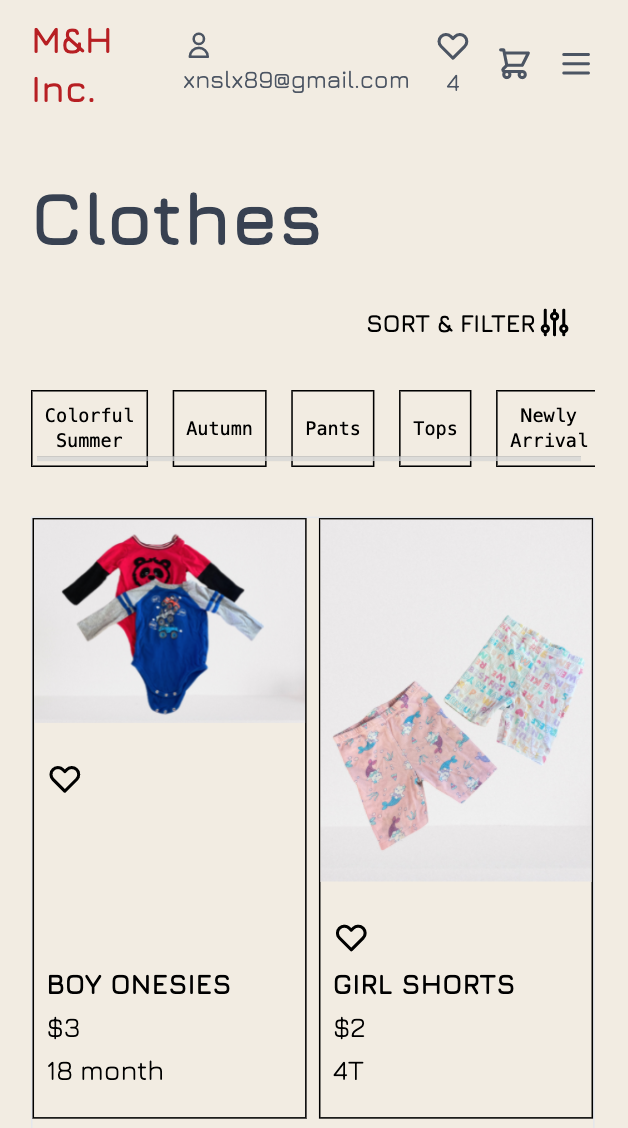 M&H
Inc.
xnslx89@gmail.com
4
Clothes
SORT & FILTER
Colorful
Summer
Autumn
Pants
Tops
Newly
Arrival
BOY ONESIES
$3
18 month
GIRL SHORTS
$2
4T